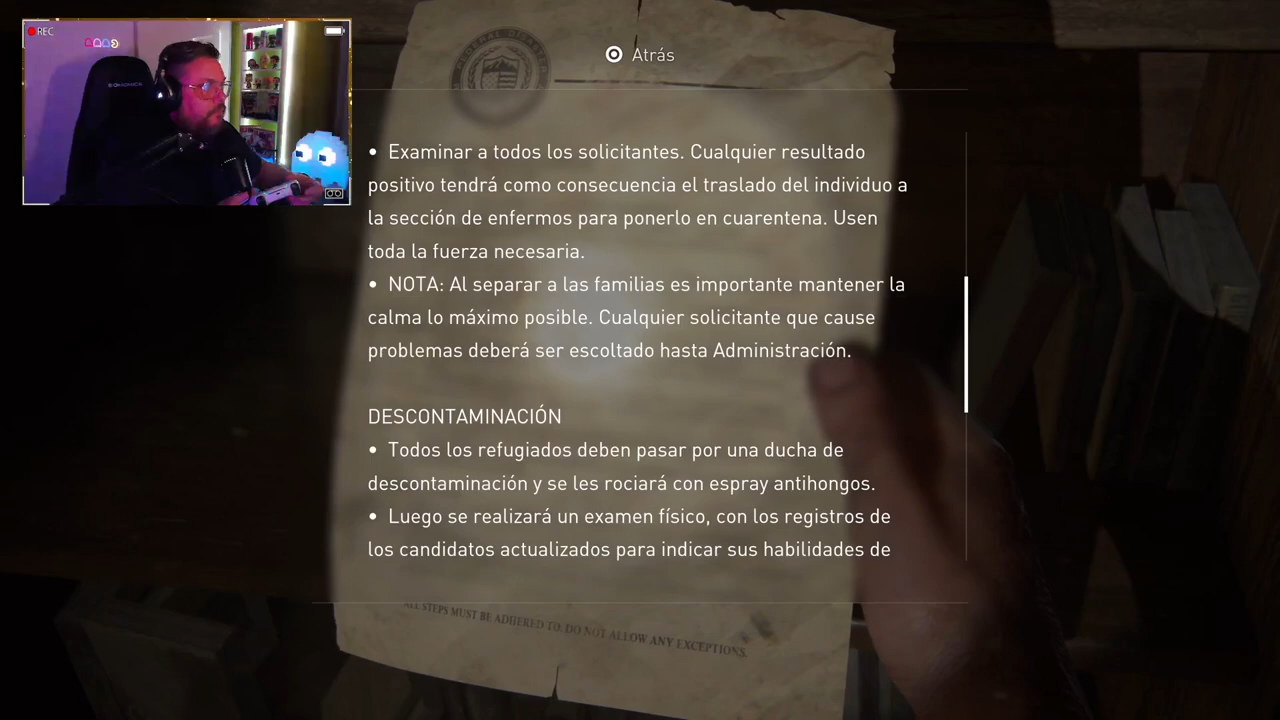 REC
Atrás
FEDERAL DISAST
• Examinar a todos los solicitantes. Cualquier resultado
positivo tendrá como consecuencia el traslado del individuo a
la sección de enfermos para ponerlo en cuarentena. Usen
toda la fuerza necesaria.
• NOTA: Al separar a las familias es importante mantener la
calma lo máximo posible. Cualquier solicitante que cause
problemas deberá ser escoltado hasta Administración.
DESCONTAMINACIÓN
• Todos los refugiados deben pasar por una ducha de
descontaminación y se les rociará con espray antihongos.
• Luego se realizará un examen físico, con los registros de
los candidatos actualizados para indicar sus habilidades de
ALL STEPS MUST BE ADHERED TO. DO NOT ALLOW ANY EXCEPTIONS.